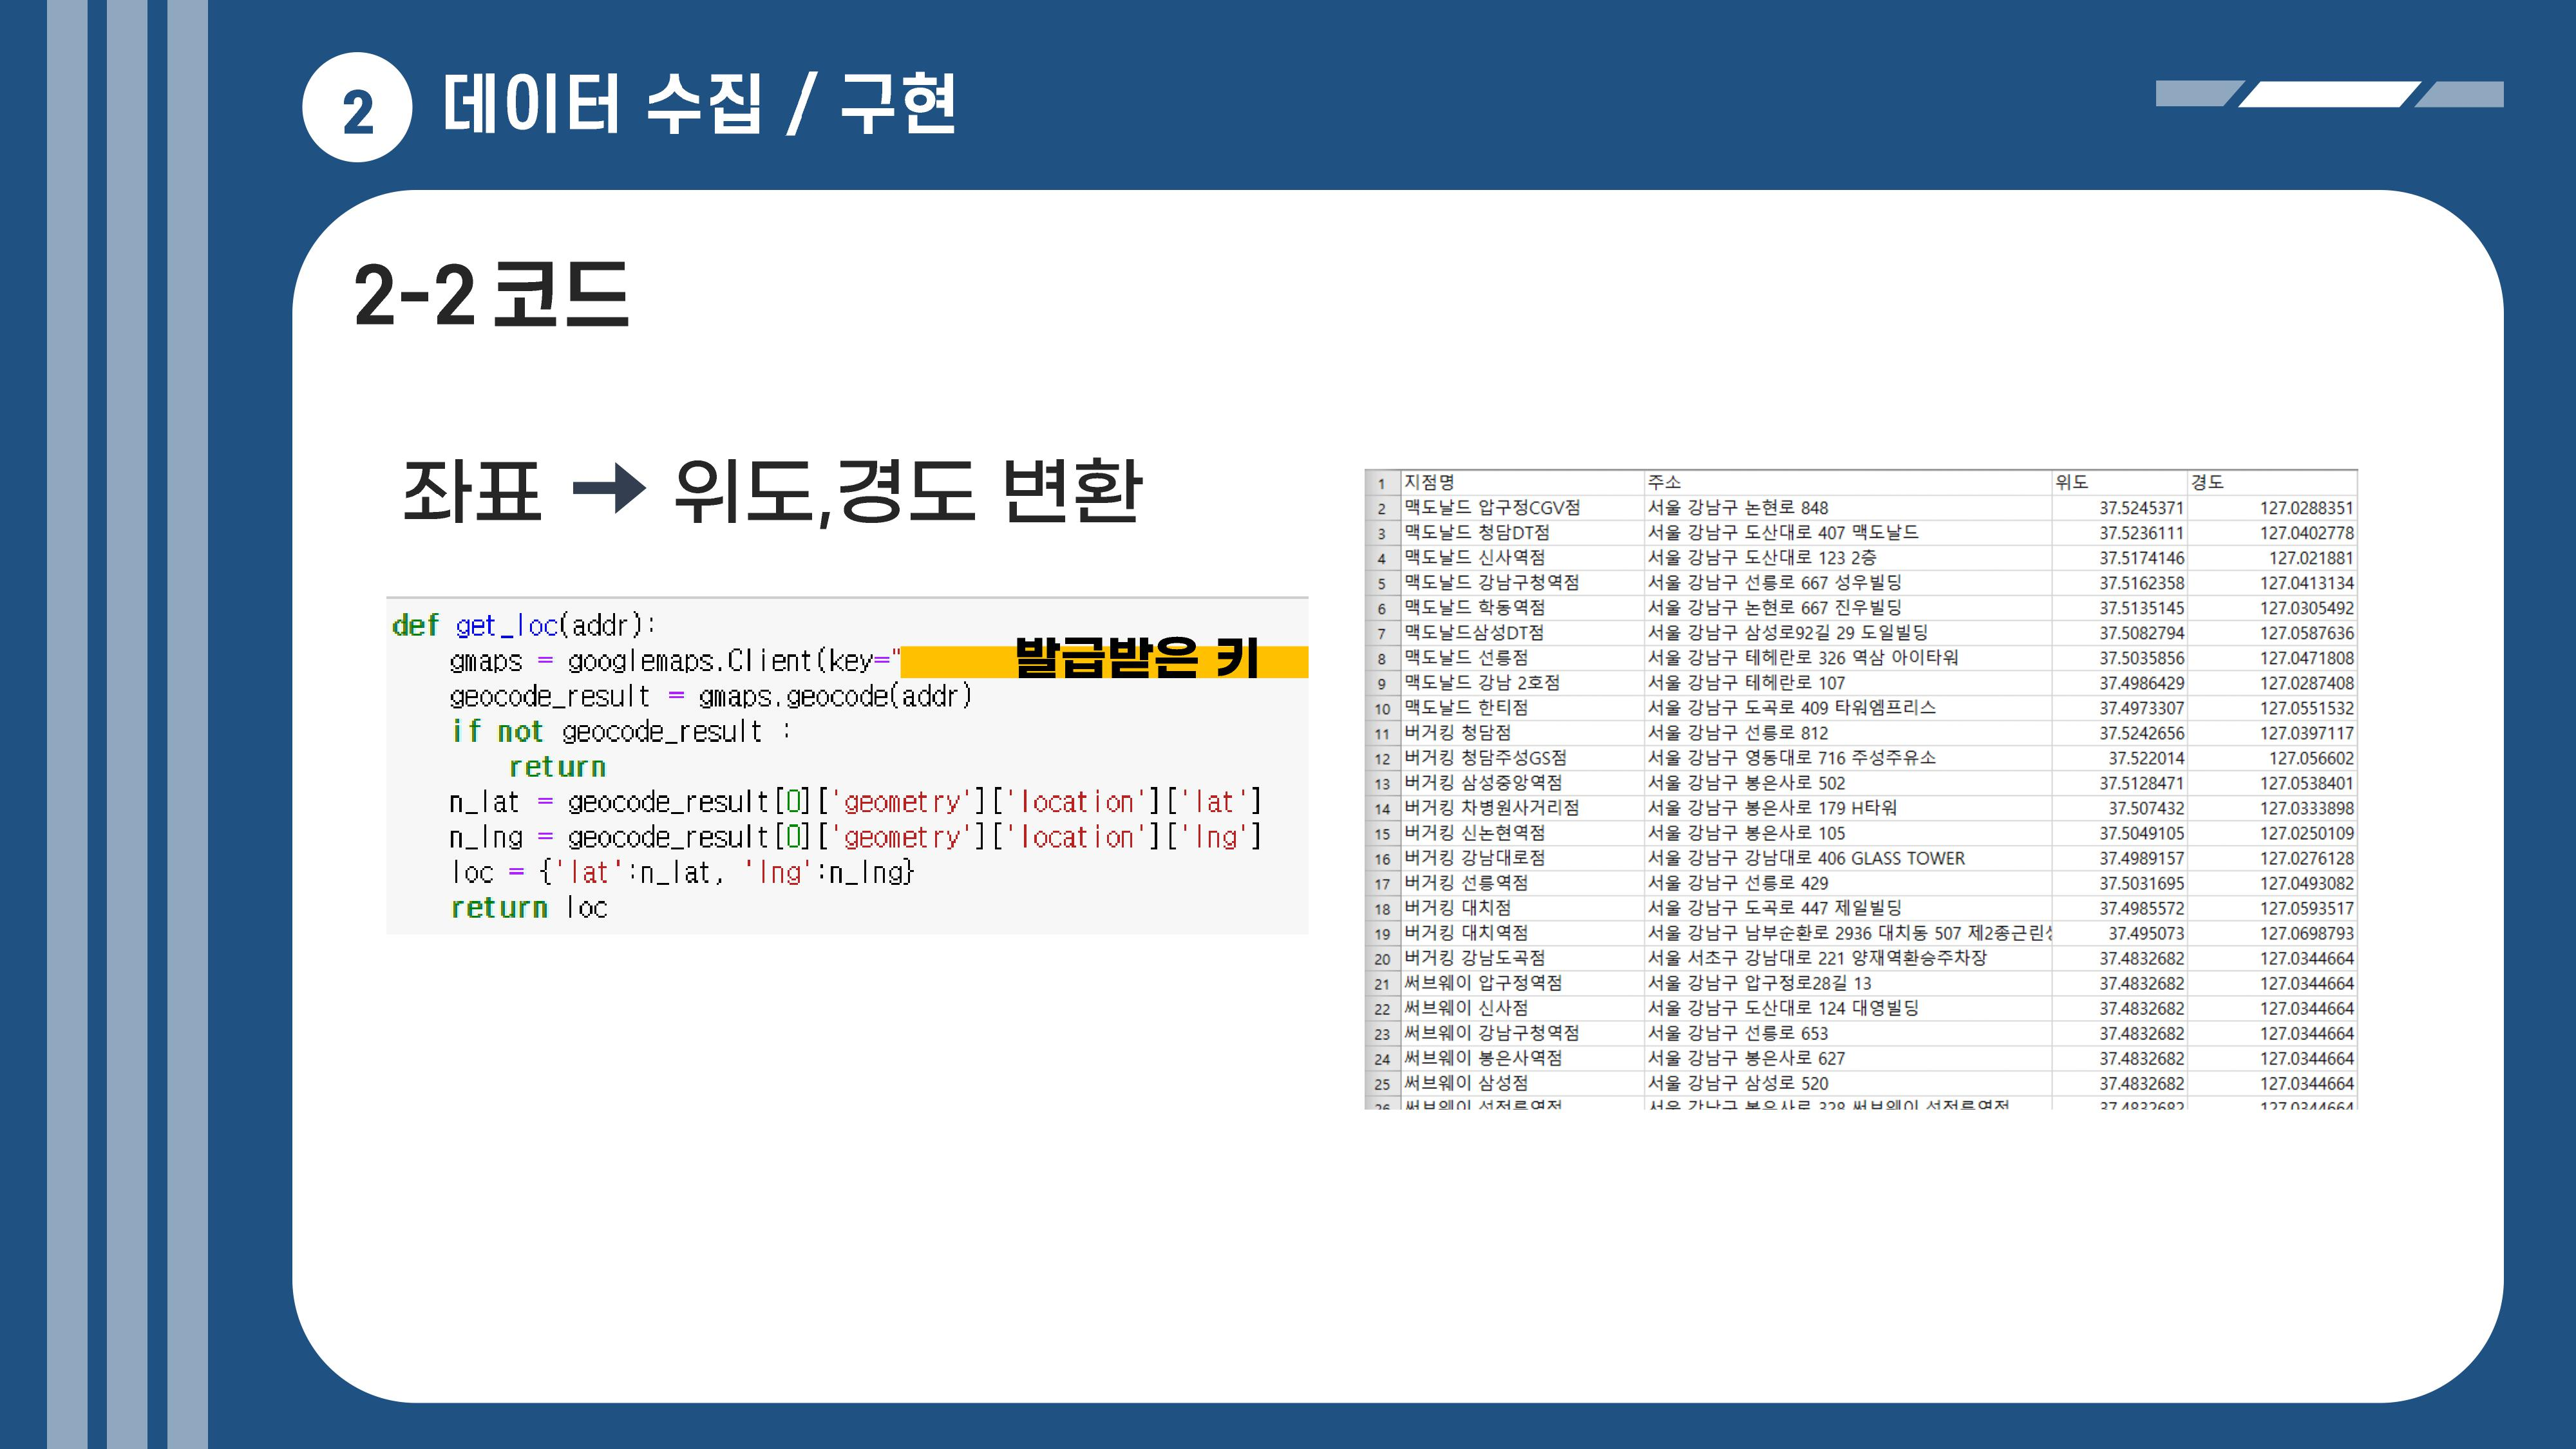 2 데이터 수집 / 구현
2-2 코드
좌표 → 위도,경도 변환
def get_loc(addr):
gmaps = googlemaps.Client(key="발급받은 키
geocode_result = gmaps.geocode(addr)
if not geocode_result :
return
n_lat = geocode_result[0]['geometry']['location']['lat']
n_lng = geocode_result[0]['geometry']['location']['lng']
loc = {'lat':n_lat, 'lng':n_lng}
return loc
1 지점명 주소 위도 경도
2 맥도날드 압구정CGV점 서울 강남구 논현로 848 37.5245371 127.0288351
3 맥도날드 청담DT점 서울 강남구 도산대로 407 맥도날드 37.5236111 127.0402778
4 맥도날드 신사역점 서울 강남구 도산대로 123 2층 37.5174146 127.021881
5 맥도날드 강남구청역점 서울 강남구 선릉로 667 성우빌딩 37.5162358 127.0413134
6 맥도날드 학동역점 서울 강남구 논현로 667 진우빌딩 37.5135145 127.0305492
7 맥도날드삼성DT점 서울 강남구 삼성로92길 29 도일빌딩 37.5082794 127.0587636
8 맥도날드 선릉점 서울 강남구 테헤란로 326 역삼 아이타워 37.5035856 127.0471808
9 맥도날드 강남 2호점 서울 강남구 테헤란로 107 37.4986429 127.0287408
10 맥도날드 한티점 서울 강남구 도곡로 409 타워엠프리스 37.4973307 127.0551532
11 버거킹 청담점 서울 강남구 선릉로 812 37.5242656 127.0397117
12 버거킹 청담주성GS점 서울 강남구 영동대로 716 주성주유소 37.522014 127.056602
13 버거킹 삼성중앙역점 서울 강남구 봉은사로 502 37.5128471 127.0538401
14 버거킹 차병원사거리점 서울 강남구 봉은사로 179 H타워 37.507432 127.0333898
15 버거킹 신논현역점 서울 강남구 봉은사로 105 37.5049105 127.0250109
16 버거킹 강남대로점 서울 강남구 강남대로 406 GLASS TOWER 37.4989157 127.0276128
17 버거킹 선릉역점 서울 강남구 선릉로 429 37.5031695 127.0493082
18 버거킹 대치점 서울 강남구 도곡로 447 제일빌딩 37.4985572 127.0593517
19 버거킹 대치역점 서울 강남구 남부순환로 2936 대치동 507 제2종근린 37.495073 127.0698793
20 버거킹 강남도곡점 서울 서초구 강남대로 221 양재역환승주차장 37.4832682 127.0344664
21 써브웨이 압구정역점 서울 강남구 압구정로28길 13 37.4832682 127.0344664
22 써브웨이 신사점 서울 강남구 도산대로 124 대영빌딩 37.4832682 127.0344664
23 써브웨이 강남구청역점 서울 강남구 선릉로 653 37.4832682 127.0344664
24 써브웨이 봉은사역점 서울 강남구 봉은사로 627 37.4832682 127.0344664
25 써브웨이 삼성점 서울 강남구 삼성로 520 37.4832682 127.0344664
26 써브웨이 선정릉역점 서울 강남구 봉은사로 328 써브웨이 선정릉역점 37.4832682 127.0344664